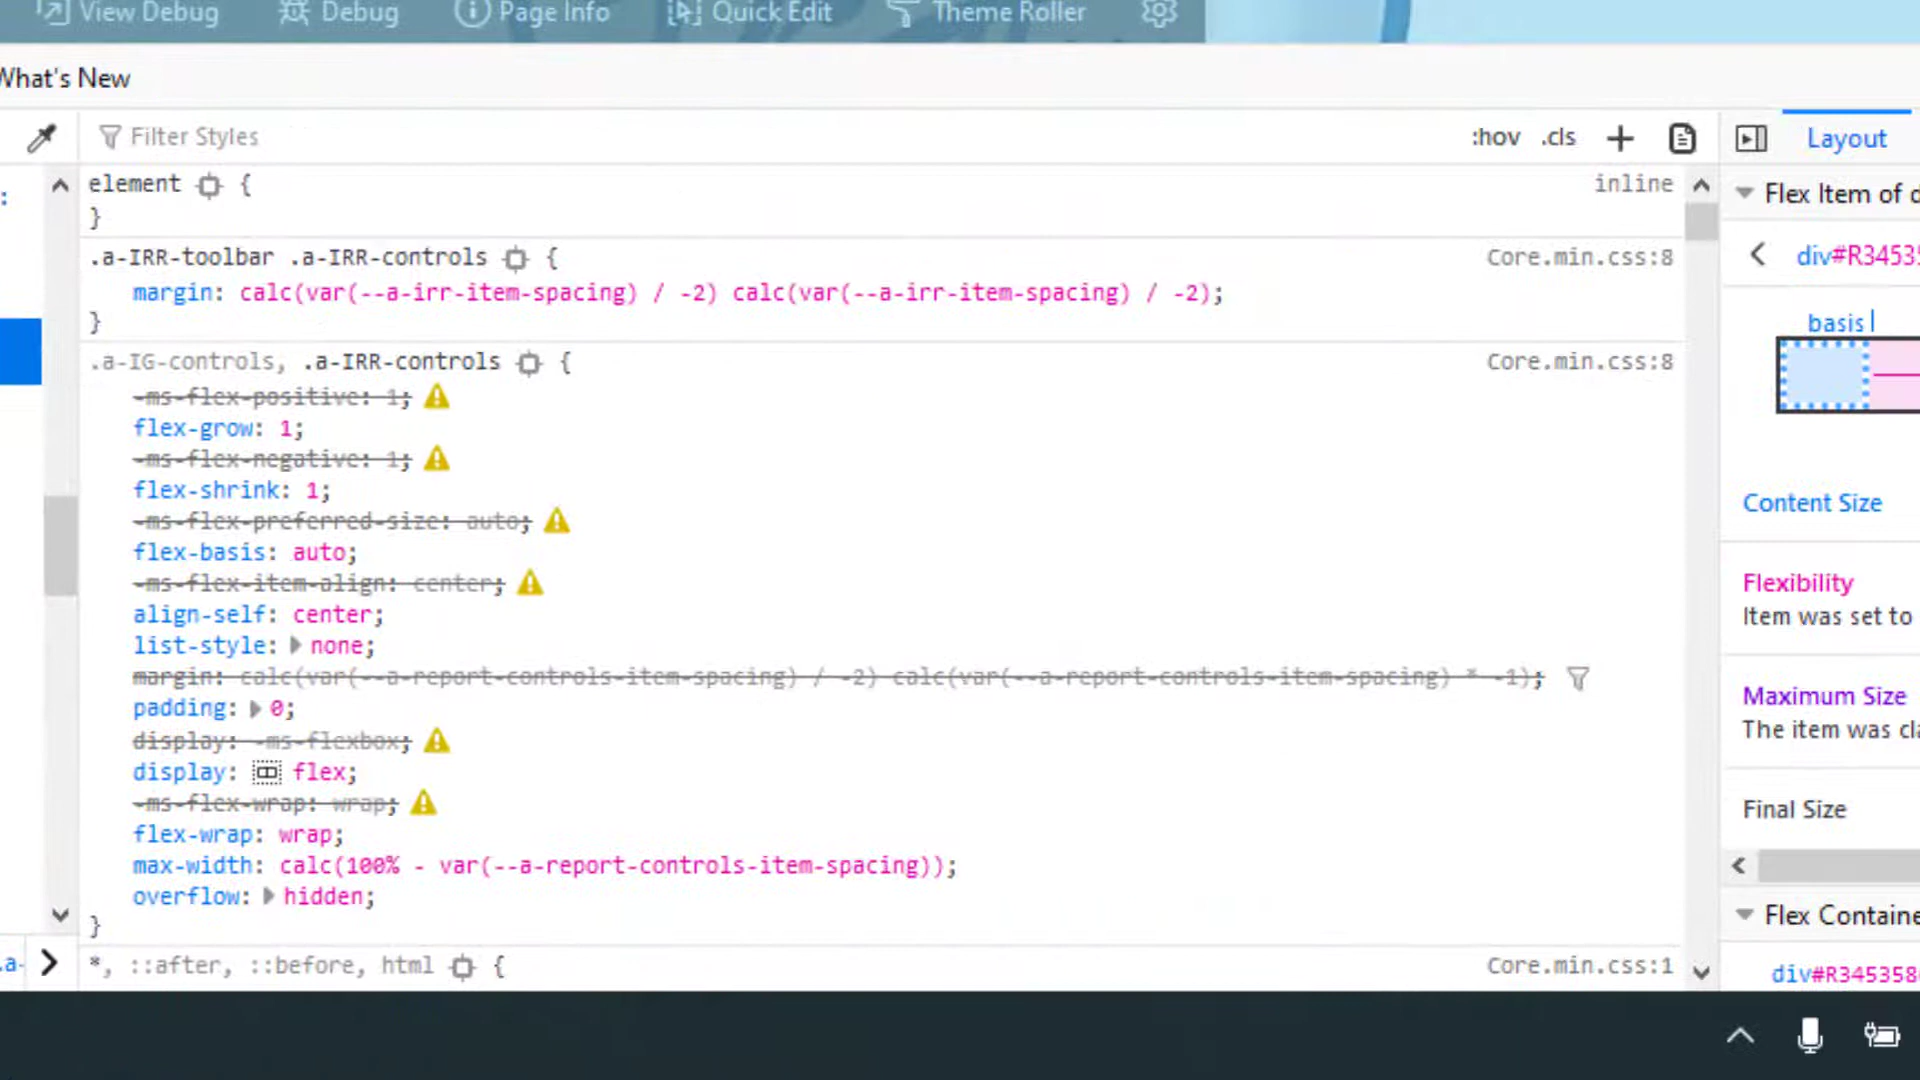 View Debug Debug Page Info Quick Edit Theme Roller
What's New
Filter Styles :hov .cls + Layout
element { inline
}
.a-IRR-toolbar .a-IRR-controls { Core.min.css:8
margin: calc(var(--a-irr-item-spacing) / -2) calc(var(--a-irr-item-spacing) / -2);
}
.a-IG-controls, .a-IRR-controls { Core.min.css:8
-ms-flex-positive: 1;
flex-grow: 1;
-ms-flex-negative: 1;
flex-shrink: 1;
-ms-flex-preferred-size: auto;
flex-basis: auto;
-ms-flex-item-align: center;
align-self: center;
list-style: none;
margin: calc(var(--a-report-controls-item-spacing) / -2) calc(var(--a-report-controls-item-spacing) * -1);
padding: 0;
display: -ms-flexbox;
display: flex;
-ms-flex-wrap: wrap;
flex-wrap: wrap;
max-width: calc(100% - var(--a-report-controls-item-spacing));
overflow: hidden;
}
*, ::after, ::before, html { Core.min.css:1
:
.a-
Flex Item of d
div#R34535
basis
Content Size
Flexibility
Item was set to
Maximum Size
The item was cla
Final Size
Flex Containe
div#R345358